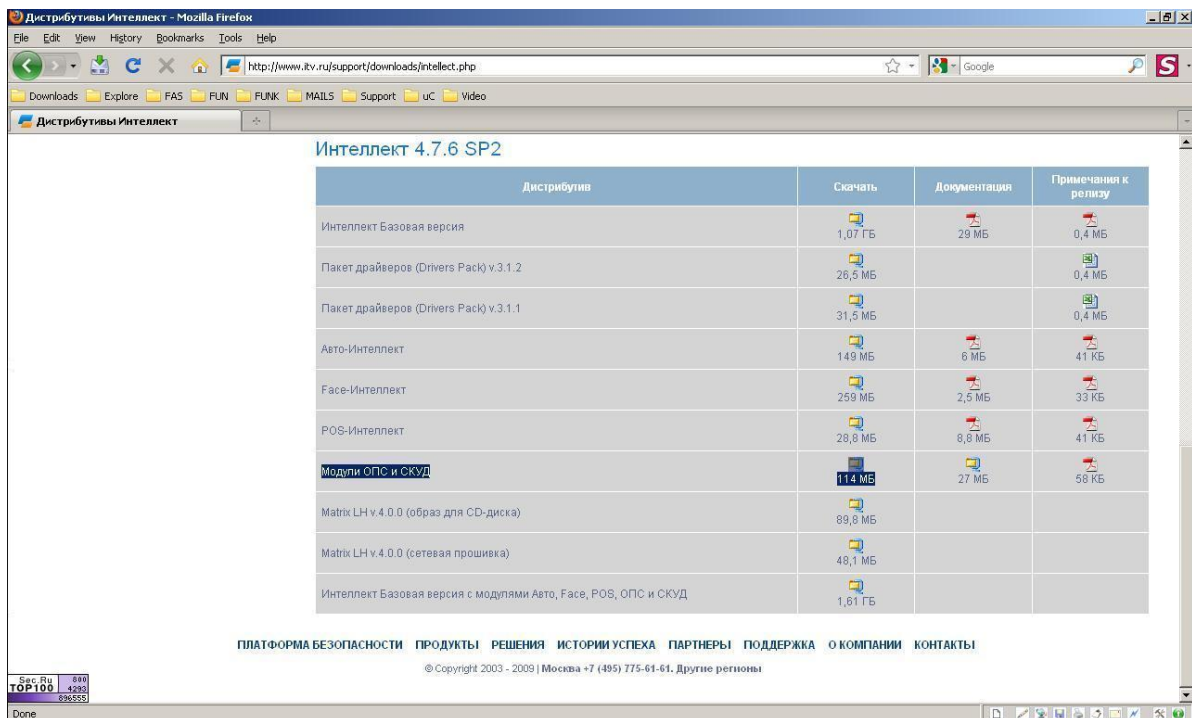 Дистрибутивы Интеллект - Mozilla Firefox
File Edit View History Bookmarks Tools Help
http://www.itv.ru/support/downloads/intellect.php
Google
S
Downloads Explore FAS FUN FUNK MAILS Support uC Video
Дистрибутивы Интеллект
Интеллект 4.7.6 SP2
Дистрибутив Скачать Документация Примечания к релизу
Интеллект Базовая версия 1,07 ГБ 29 МБ 0,4 МБ
Пакет драйверов (Drivers Pack) v.3.1.2 26,5 МБ 0,4 МБ
Пакет драйверов (Drivers Pack) v.3.1.1 31,5 МБ 0,4 МБ
Авто-Интеллект 149 МБ 6 МБ 41 КБ
Face-Интеллект 259 МБ 2,5 МБ 33 КБ
POS-Интеллект 28,8 МБ 8,8 МБ 41 КБ
Модули ОПС и СКУД 114 МБ 27 МБ 58 КБ
Matrix LH v.4.0.0 (образ для CD-диска) 89,8 МБ
Matrix LH v.4.0.0 (сетевая прошивка) 48,1 МБ
Интеллект Базовая версия с модулями Авто, Face, POS, ОПС и СКУД 1,61 ГБ
ПЛАТФОРМА БЕЗОПАСНОСТИ ПРОДУКТЫ РЕШЕНИЯ ИСТОРИИ УСПЕХА ПАРТНЕРЫ ПОДДЕРЖКА О КОМПАНИИ КОНТАКТЫ
© Copyright 2003 - 2009 | Москва +7 (495) 775-61-61. Другие регионы
Sec.Ru 800
TOP100 4293
896555
Done